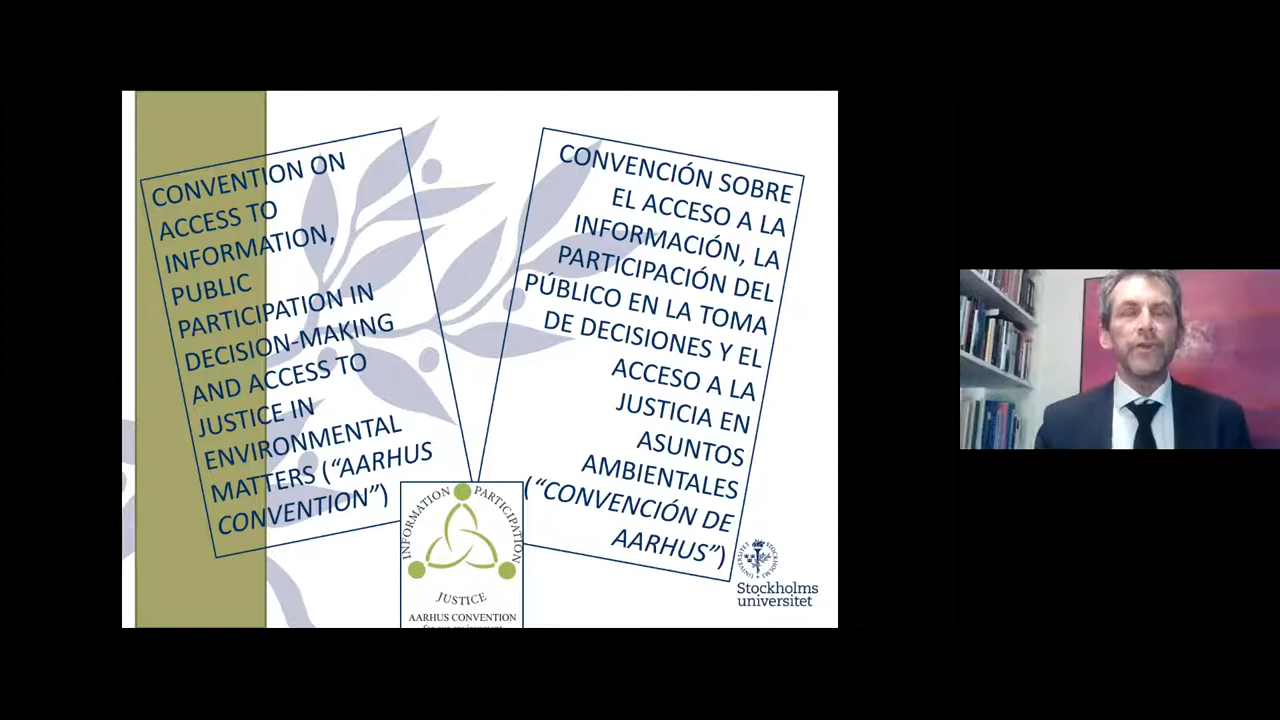 CONVENTION ON
ACCESS TO
INFORMATION,
PUBLIC
PARTICIPATION IN
DECISION-MAKING
AND ACCESS TO
JUSTICE IN
ENVIRONMENTAL
MATTERS (“AARHUS
CONVENTION”)
CONVENCIÓN SOBRE
EL ACCESO A LA
INFORMACIÓN, LA
PARTICIPACIÓN DEL
PÚBLICO EN LA TOMA
DE DECISIONES Y EL
ACCESO A LA
JUSTICIA EN
ASUNTOS
AMBIENTALES
(“CONVENCIÓN DE
AARHUS”)
INFORMATION PARTICIPATION
JUSTICE
AARHUS CONVENTION
Stockholms
universitet